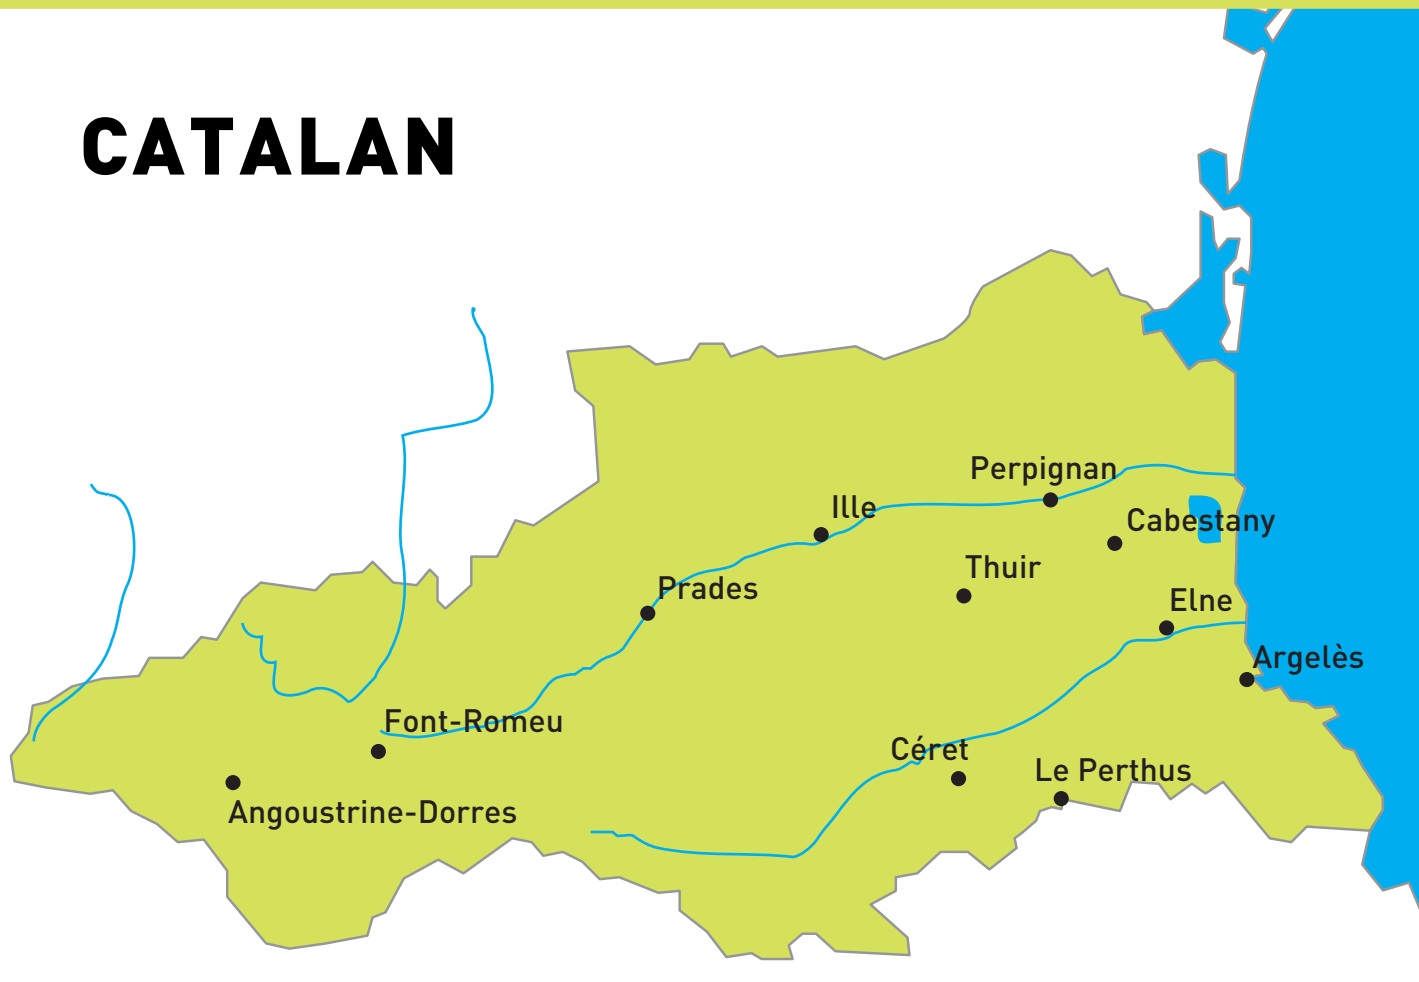 CATALAN
Perpignan
Ille
Cabestany
Thuir
Prades
Elne
Argelès
Font-Romeu
Céret
Le Perthus
Angoustrine-Dorres